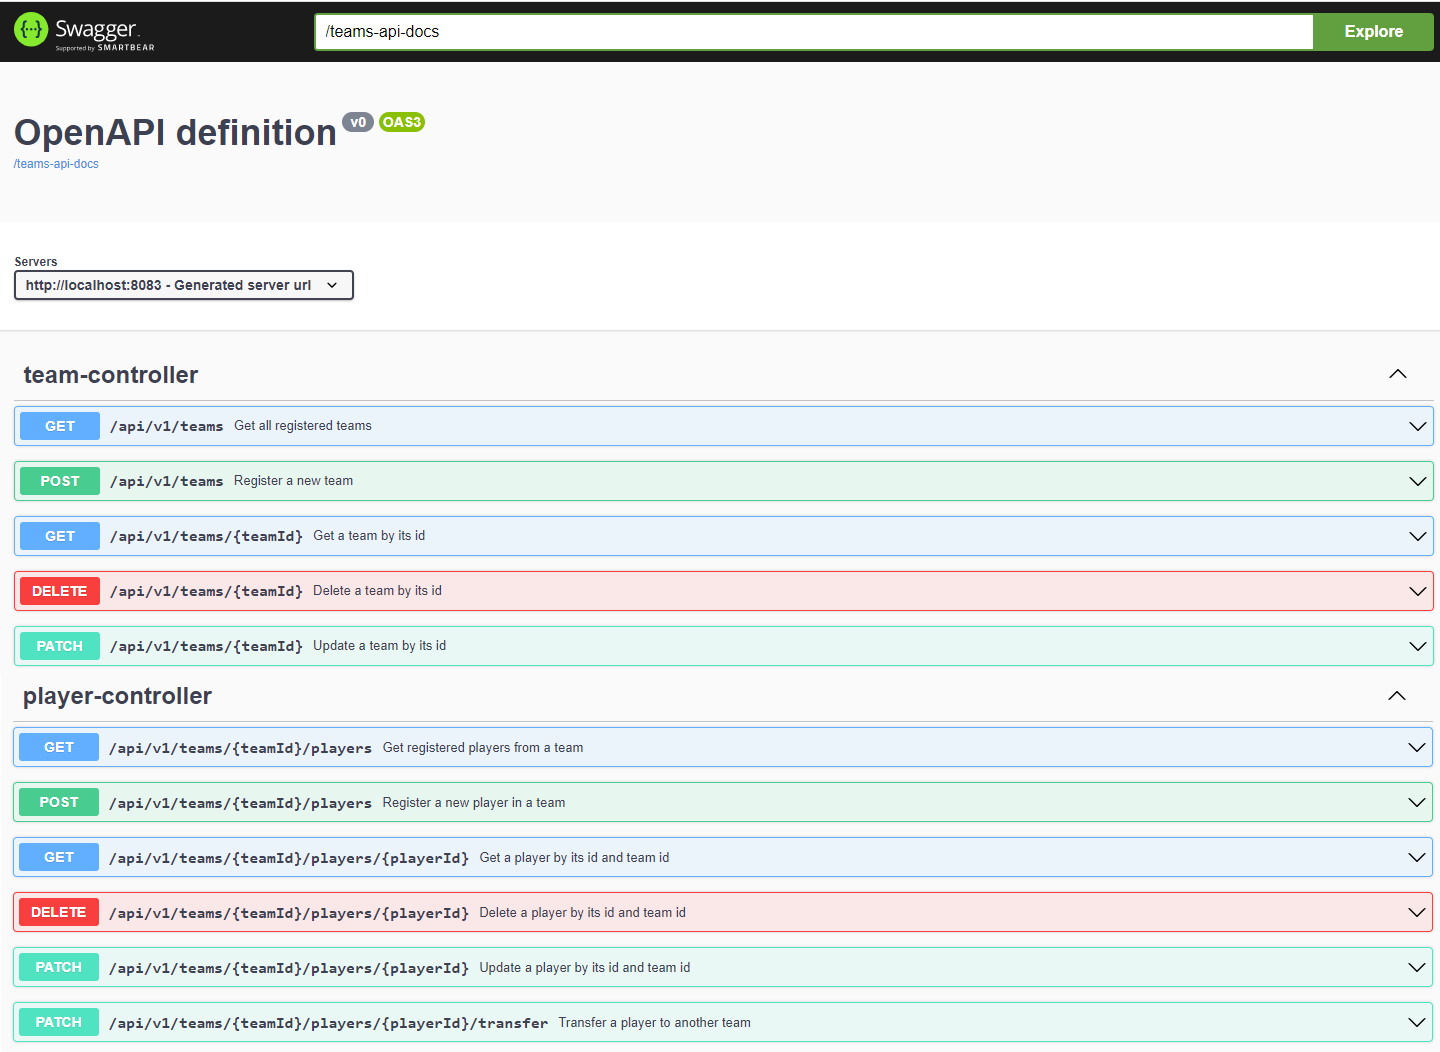 Swagger.
Supported by SMARTBEAR
/teams-api-docs
Explore
OpenAPI definition v0 OAS3
/teams-api-docs
Servers
http://localhost:8083 - Generated server url
team-controller
GET /api/v1/teams Get all registered teams
POST /api/v1/teams Register a new team
GET /api/v1/teams/{teamId} Get a team by its id
DELETE /api/v1/teams/{teamId} Delete a team by its id
PATCH /api/v1/teams/{teamId} Update a team by its id
player-controller
GET /api/v1/teams/{teamId}/players Get registered players from a team
POST /api/v1/teams/{teamId}/players Register a new player in a team
GET /api/v1/teams/{teamId}/players/{playerId} Get a player by its id and team id
DELETE /api/v1/teams/{teamId}/players/{playerId} Delete a player by its id and team id
PATCH /api/v1/teams/{teamId}/players/{playerId} Update a player by its id and team id
PATCH /api/v1/teams/{teamId}/players/{playerId}/transfer Transfer a player to another team